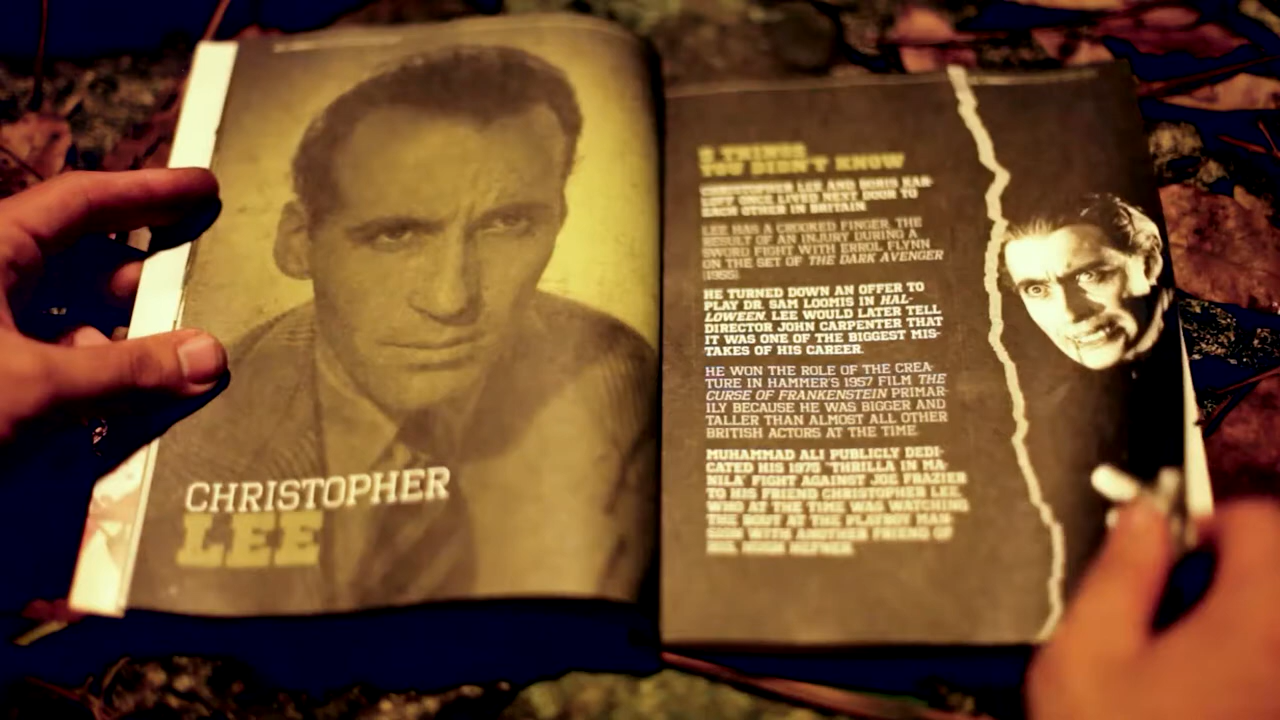 CHRISTOPHER
LEE
5 THINGS
YOU DIDN'T KNOW
CHRISTOPHER LEE AND BORIS KAR-
LOFF ONCE LIVED NEXT DOOR TO
EACH OTHER IN BRITAIN
LEE HAS A CROOKED FINGER, THE
RESULT OF AN INJURY DURING A
SWORD FIGHT WITH ERROL FLYNN
ON THE SET OF THE DARK AVENGER
(1955)
HE TURNED DOWN AN OFFER TO
PLAY DR. SAM LOOMIS IN HAL-
LOWEEN. LEE WOULD LATER TELL
DIRECTOR JOHN CARPENTER THAT
IT WAS ONE OF THE BIGGEST MIS-
TAKES OF HIS CAREER.
HE WON THE ROLE OF THE CREA-
TURE IN HAMMER'S 1957 FILM THE
CURSE OF FRANKENSTEIN PRIMAR-
ILY BECAUSE HE WAS BIGGER AND
TALLER THAN ALMOST ALL OTHER
BRITISH ACTORS AT THE TIME.
MUHAMMAD ALI PUBLICLY DEDI-
CATED HIS 1975 "THRILLA IN MA-
NILA" FIGHT AGAINST JOE FRAZIER
TO HIS FRIEND CHRISTOPHER LEE,
WHO AT THE TIME WAS WATCHING
THE BOUT AT THE PLAYBOY MAN-
SION WITH ANOTHER FRIEND OF
HIS, HUGH HEFNER.